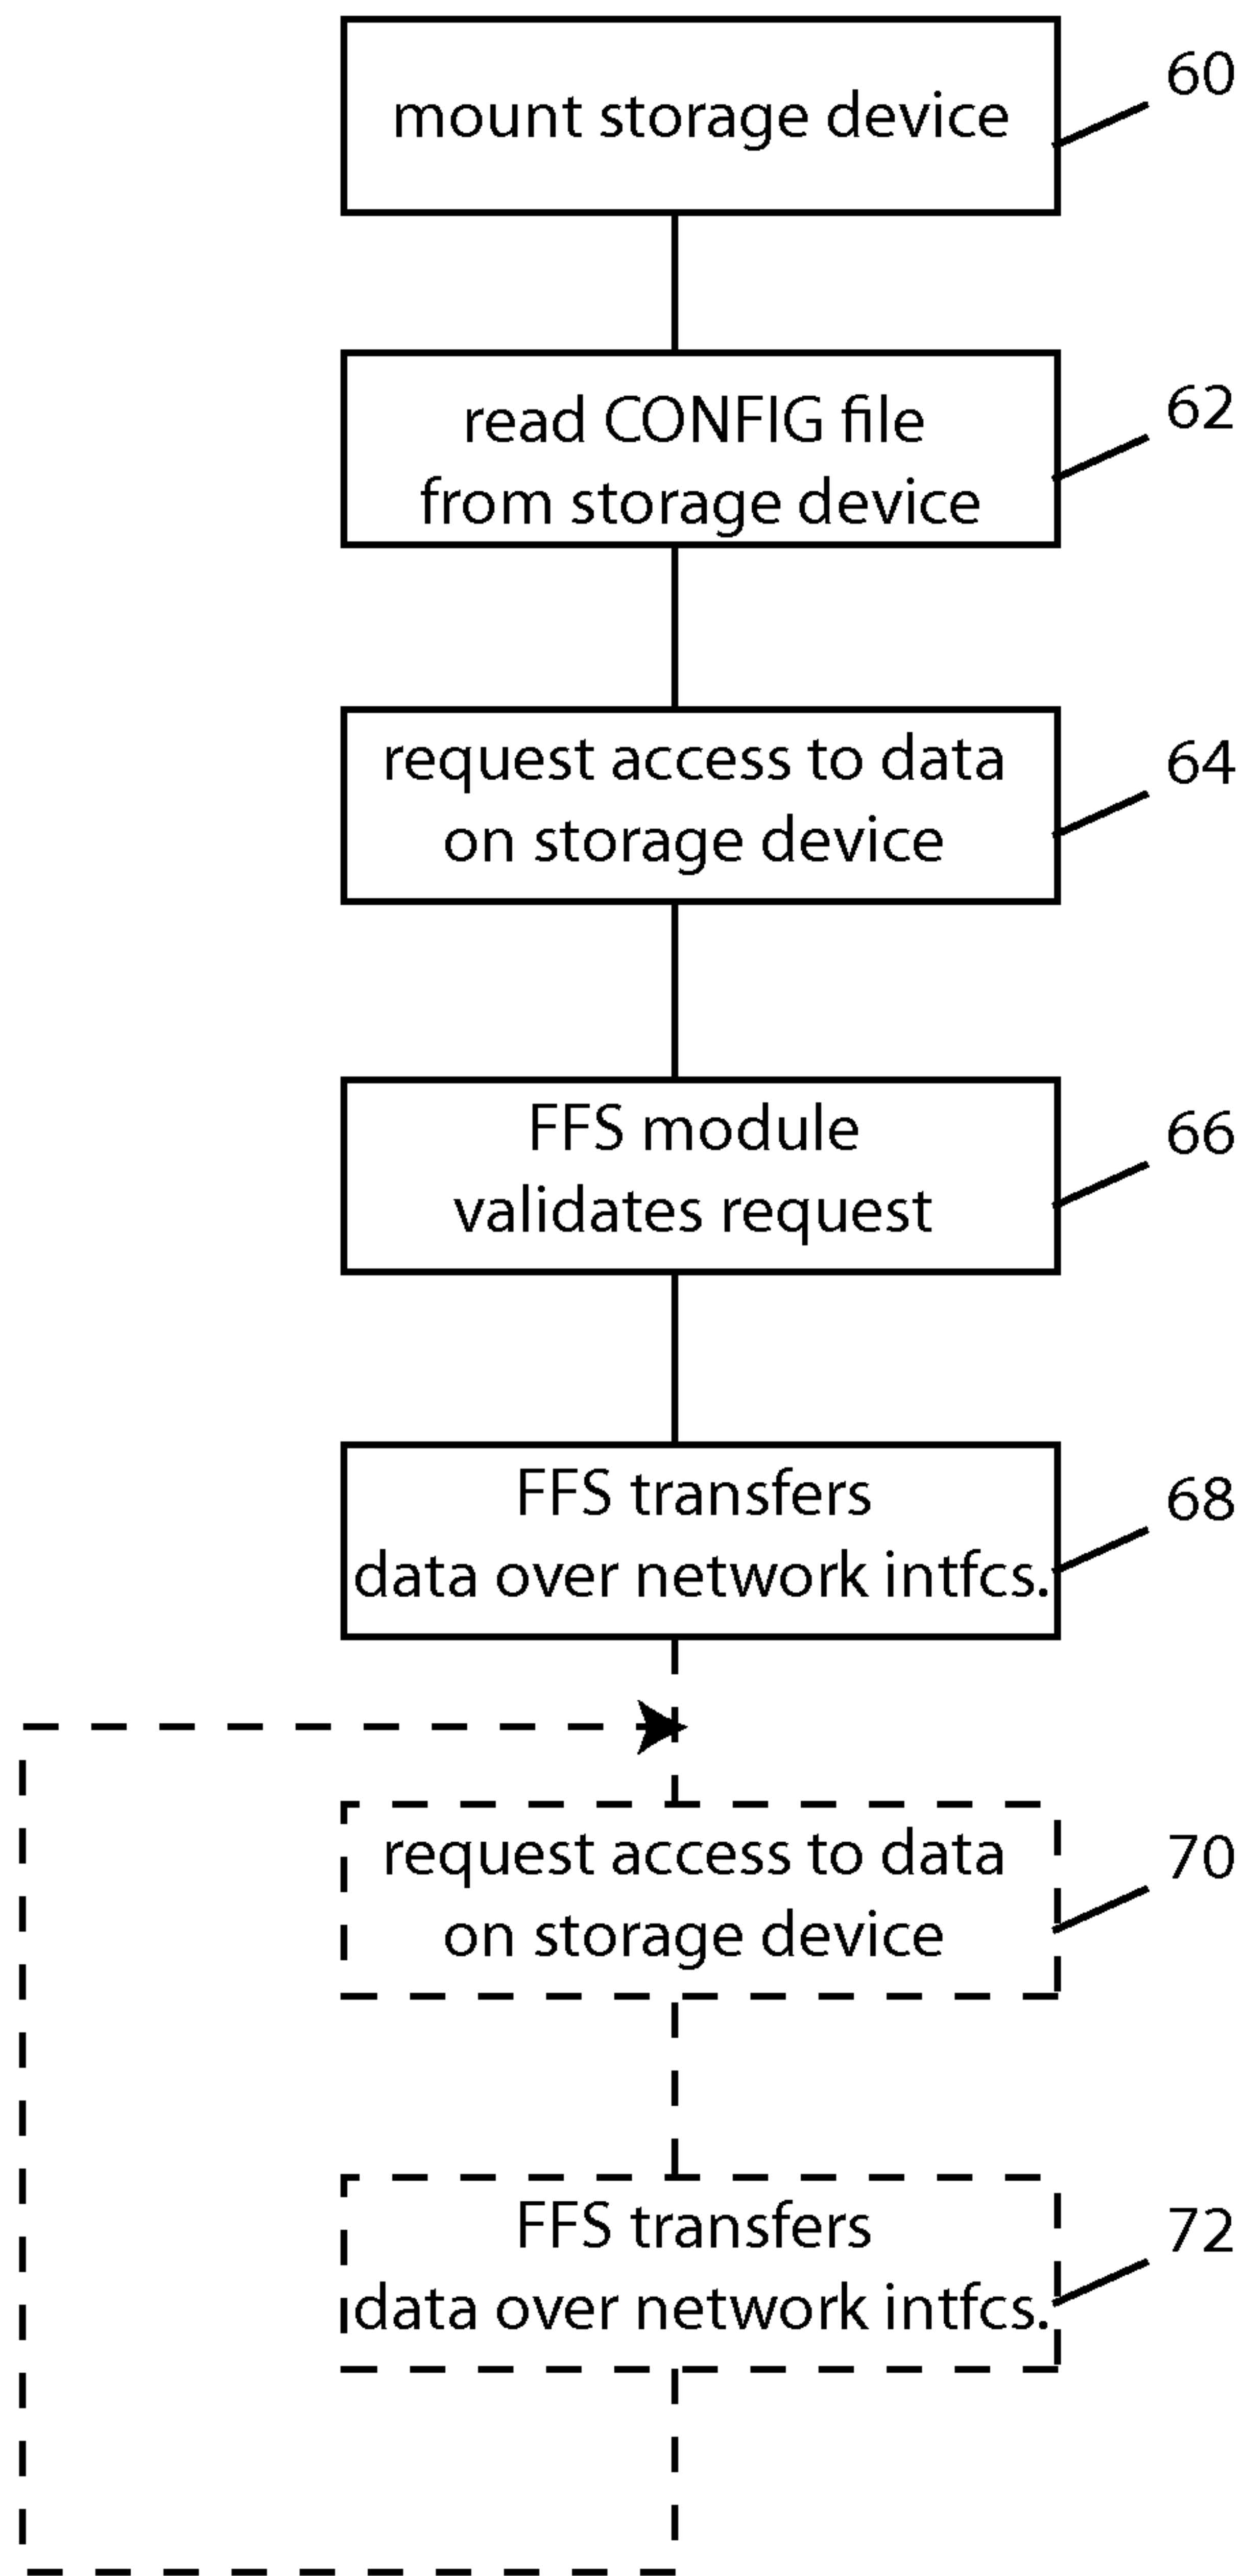 mount storage device
60
read CONFIG file
from storage device
62
request access to data
on storage device
64
FFS module
validates request
66
FFS transfers
data over network intfcs.
68
request access to data
on storage device
70
FFS transfers
data over network intfcs.
72